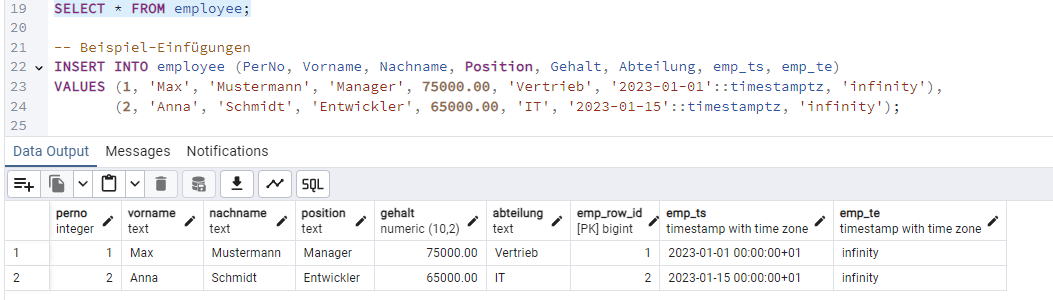 19 SELECT * FROM employee;
20
21 -- Beispiel-Einfügungen
22 INSERT INTO employee (PerNo, Vorname, Nachname, Position, Gehalt, Abteilung, emp_ts, emp_te)
23 VALUES (1, 'Max', 'Mustermann', 'Manager', 75000.00, 'Vertrieb', '2023-01-01'::timestamptz, 'infinity'),
24 (2, 'Anna', 'Schmidt', 'Entwickler', 65000.00, 'IT', '2023-01-15'::timestamptz, 'infinity');
25
Data Output Messages Notifications
SQL
perno vorname nachname position gehalt abteilung emp_row_id emp_ts emp_te
integer text text text numeric (10,2) text [PK] bigint timestamp with time zone timestamp with time zone
1 1 Max Mustermann Manager 75000.00 Vertrieb 1 2023-01-01 00:00:00+01 infinity
2 2 Anna Schmidt Entwickler 65000.00 IT 2 2023-01-15 00:00:00+01 infinity